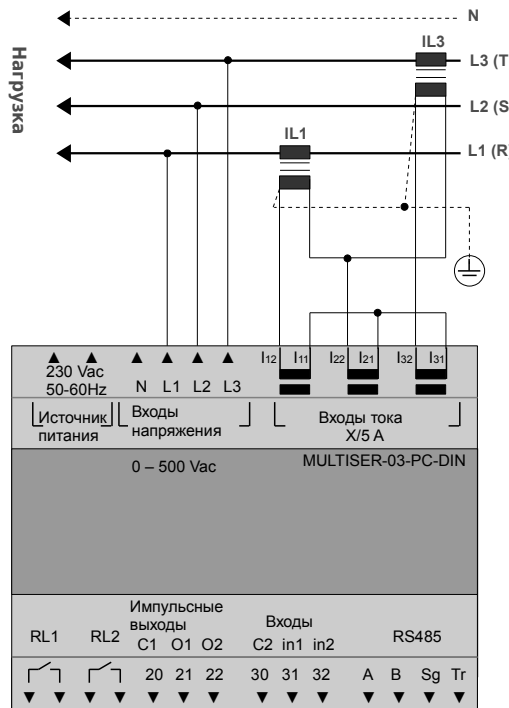 N
IL3
L3 (T
L2 (S
IL1
L1 (R
Нагрузка
I12 I11 I22 I21 I32 I31
230 Vac
50-60Hz
N L1 L2 L3
Источник
питания
Входы
напряжения
Входы тока
X/5 A
0 – 500 Vac
MULTISER-03-PC-DIN
Импульсные
выходы
Входы
RL1 RL2 C1 O1 O2 C2 in1 in2 RS485
20 21 22 30 31 32 A B Sg Tr